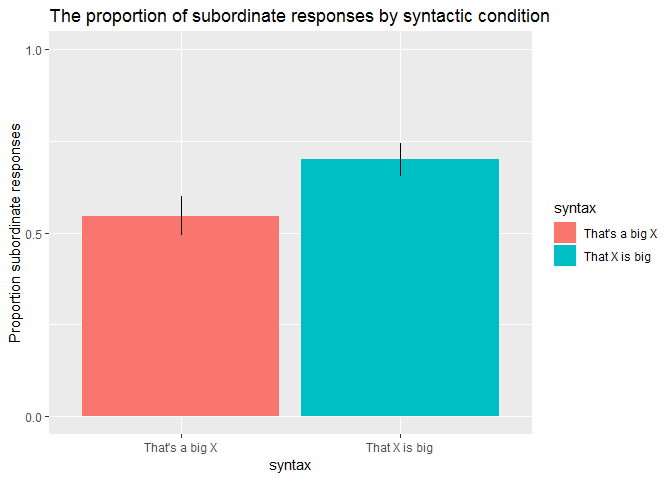 The proportion of subordinate responses by syntactic condition
1.0
0.5
0.0
Proportion subordinate responses
That's a big X
That X is big
syntax
syntax
That's a big X
That X is big